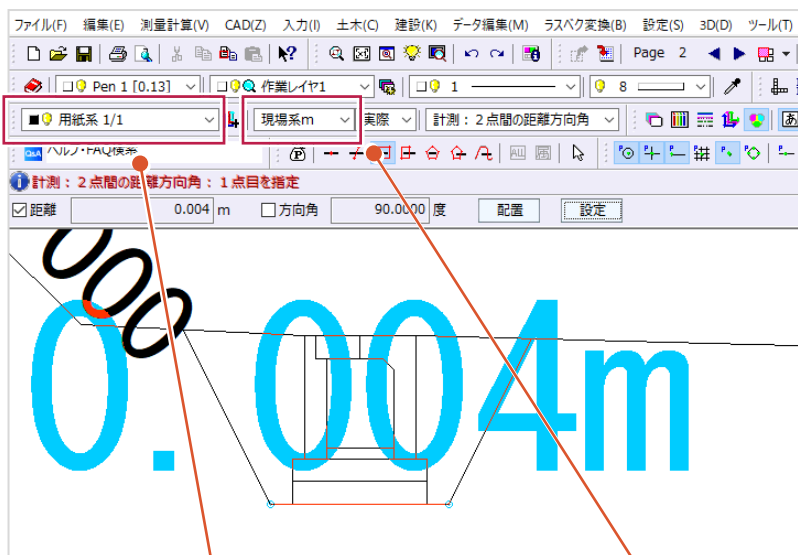 ファイル(F) 編集(E) 測量計算(V) CAD(Z) 入力(I) 土木(C) 建設(K) データ編集(M) ラスベク変換(B) 設定(S) 3D(D) ツール(T)
Page 2
Pen 1 [0.13] 作業レイヤ1 1 8
用紙系 1/1 現場系m 実際 計測：２点間の距離方向角 あ
Q&A ヘルプ・FAQ検索
計測：２点間の距離方向角：１点目を指定
距離 0.004 m 方向角 90.0000 度 配置 設定
000
0.004m